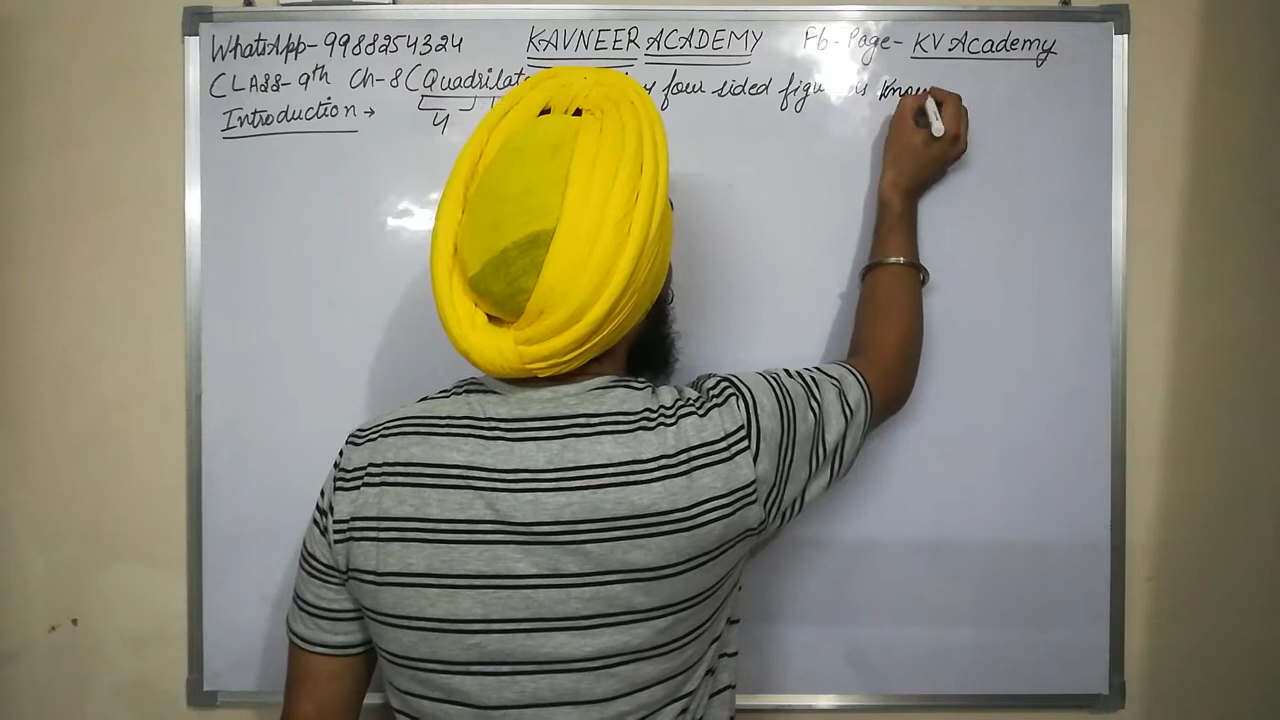 WhatsApp-9988254324 KAVNEER ACADEMY Fb-Page-KV Academy
CLASS-9th Ch-8(Quadrilat four sided figu is know
Introduction→ 4